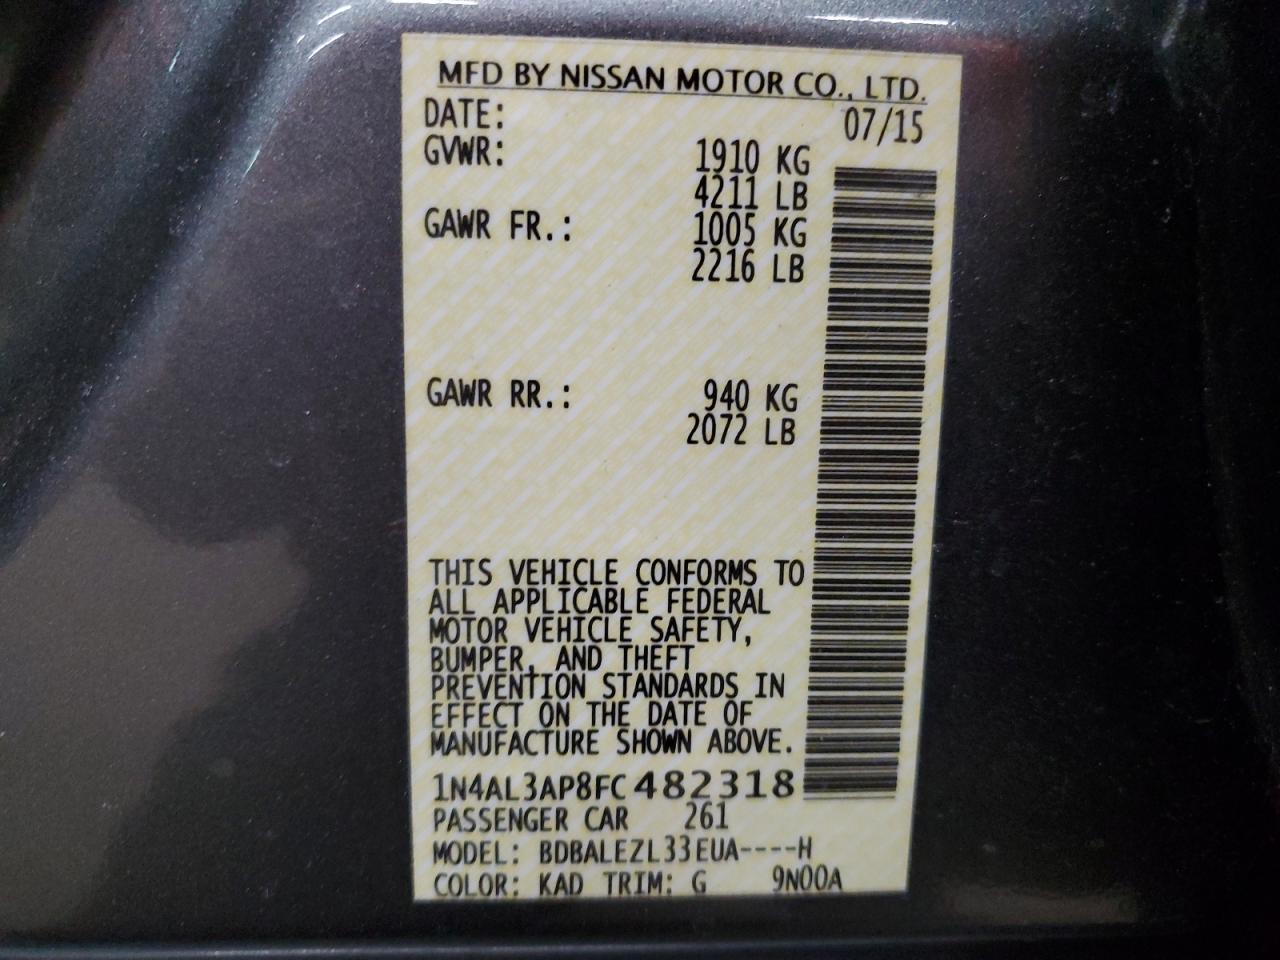 MFD BY NISSAN MOTOR CO., LTD.
DATE: 07/15
GVWR: 1910 KG
4211 LB
GAWR FR.: 1005 KG
2216 LB
GAWR RR.: 940 KG
2072 LB
THIS VEHICLE CONFORMS TO
ALL APPLICABLE FEDERAL
MOTOR VEHICLE SAFETY,
BUMPER, AND THEFT
PREVENTION STANDARDS IN
EFFECT ON THE DATE OF
MANUFACTURE SHOWN ABOVE.
1N4AL3AP8FC482318
PASSENGER CAR 261
MODEL: BDBALEZL33EUA----H
COLOR: KAD TRIM: G 9N00A